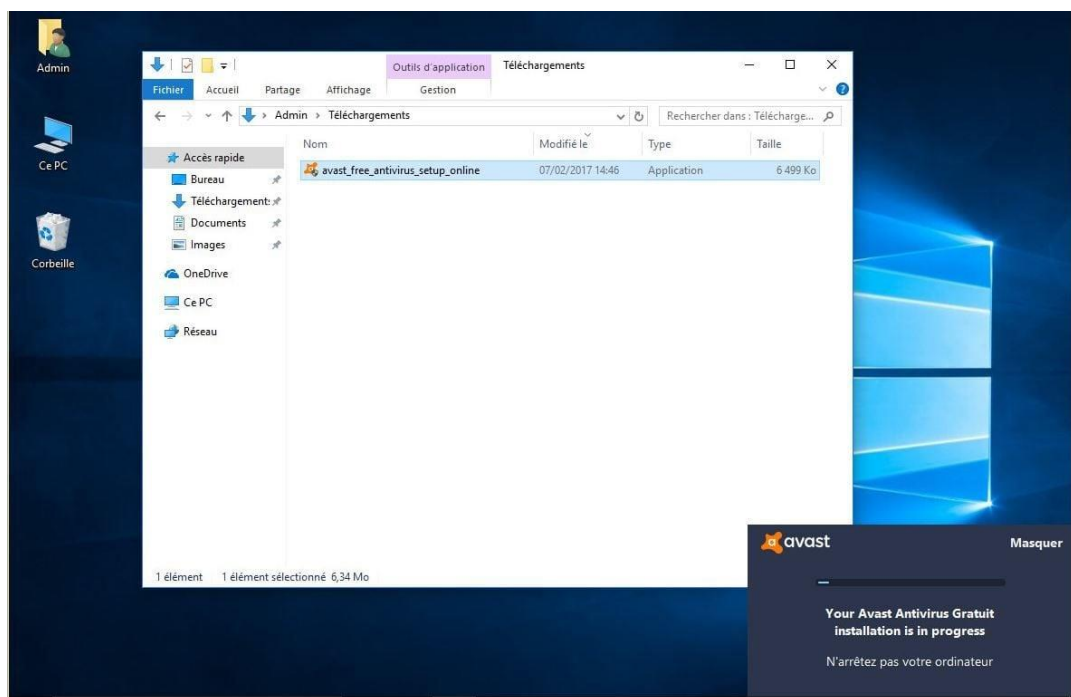 Admin
Ce PC
Corbeille
Outils d'application
Téléchargements
Fichier
Accueil
Partage
Affichage
Gestion
Admin > Téléchargements
Rechercher dans : Télécharge...
Nom
Modifié le
Type
Taille
avast_free_antivirus_setup_online
07/02/2017 14:46
Application
6 499 Ko
Accès rapide
Bureau
Téléchargements
Documents
Images
OneDrive
Ce PC
Réseau
1 élément
1 élément sélectionné 6,34 Mo
avast
Masquer
Your Avast Antivirus Gratuit
installation is in progress
N'arrêtez pas votre ordinateur